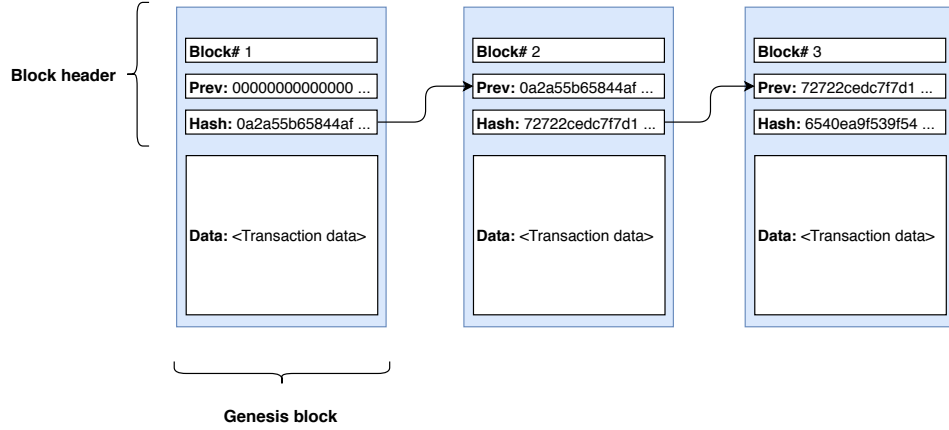 Block header
Block# 1
Prev: 00000000000000 ...
Hash: 0a2a55b65844af ...
Data: <Transaction data>
Block# 2
Prev: 0a2a55b65844af ...
Hash: 72722cedc7f7d1 ...
Data: <Transaction data>
Block# 3
Prev: 72722cedc7f7d1 ...
Hash: 6540ea9f539f54 ...
Data: <Transaction data>
Genesis block